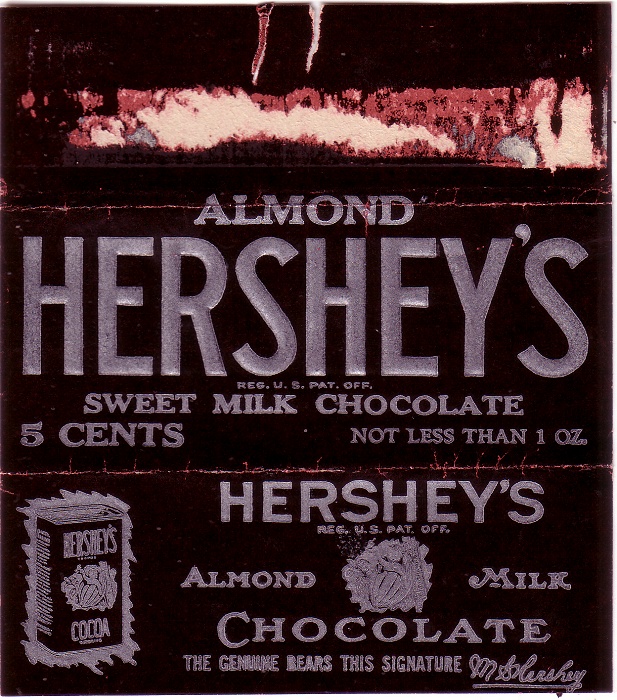 ALMOND
HERSHEY'S
REG. U.S. PAT. OFF.
SWEET MILK CHOCOLATE
5 CENTS NOT LESS THAN 1 OZ.
HERSHEY'S
REG. U.S. PAT. OFF.
HERSHEY'S
ALMOND MILK
COCOA
CHOCOLATE
THE GENUINE BEARS THIS SIGNATURE M S Hershey